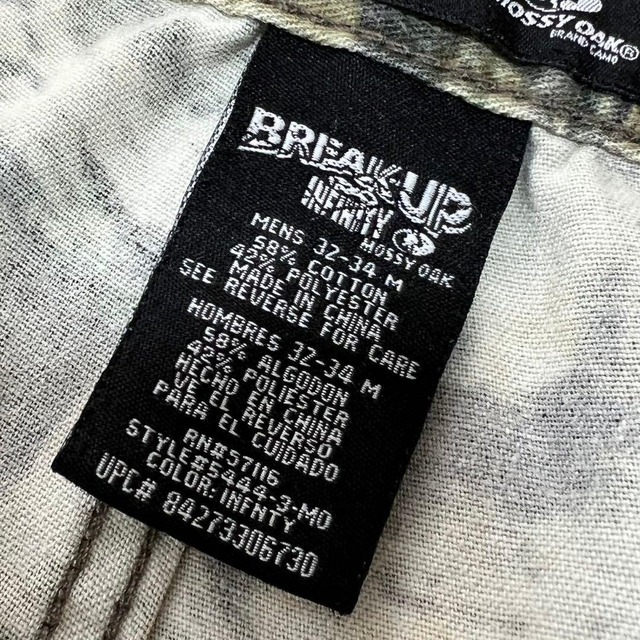 MOSSY OAK®
BRAND CAMO
BREAK-UP
INFINITY
MOSSY OAK
MENS 32-34 M
58% COTTON
42% POLYESTER
MADE IN CHINA
SEE REVERSE FOR CARE
HOMBRES 32-34 M
58% ALGODON
42% POLIESTER
HECHO EN CHINA
VE EL REVERSO
PARA EL CUIDADO
RN#57116
STYLE#5444-3-MO
COLOR: INFNTY
UPC# 84273306730